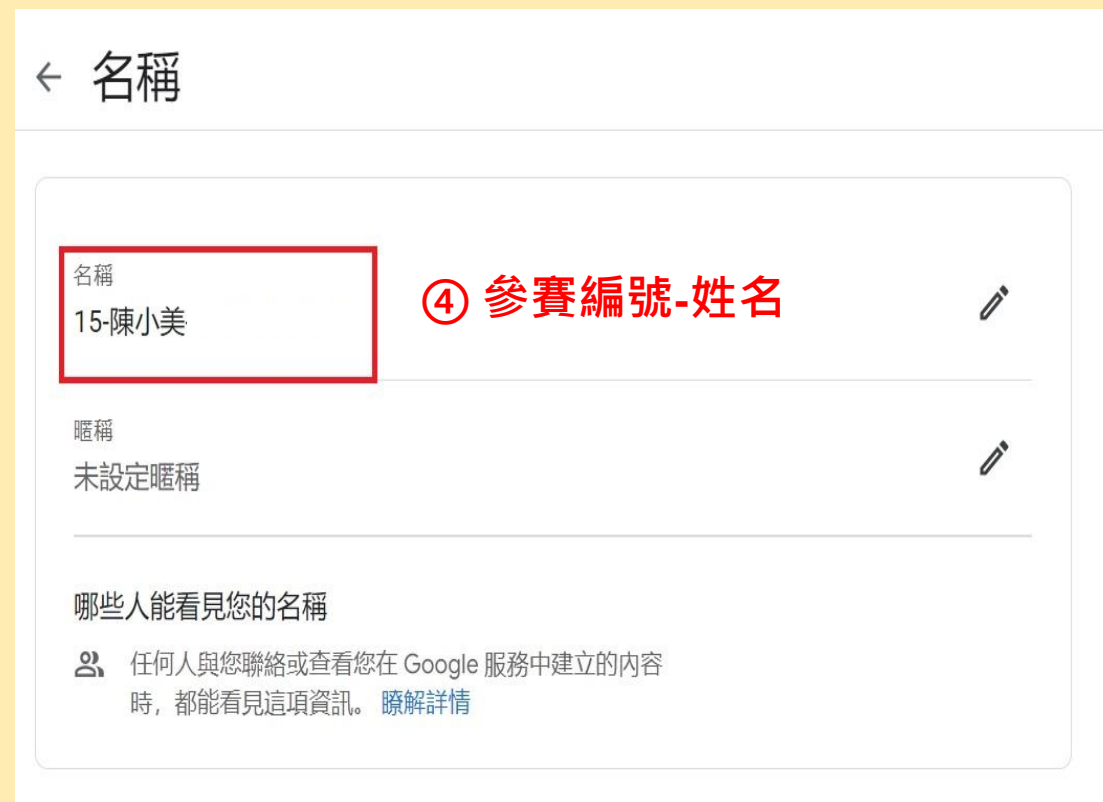 ← 名稱
名稱
15-陳小美
④ 參賽編號-姓名
暱稱
未設定暱稱
哪些人能看見您的名稱
任何人與您聯絡或查看您在 Google 服務中建立的內容
時，都能看見這項資訊。 瞭解詳情